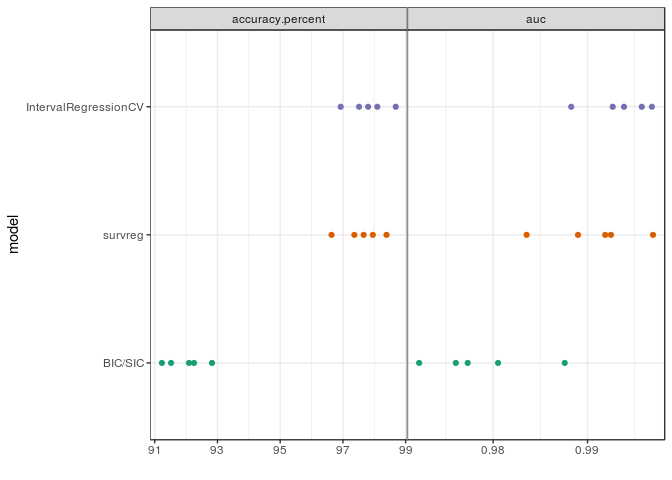 accuracy.percent auc
model
IntervalRegressionCV
survreg
BIC/SIC
91 93 95 97 99 0.98 0.99